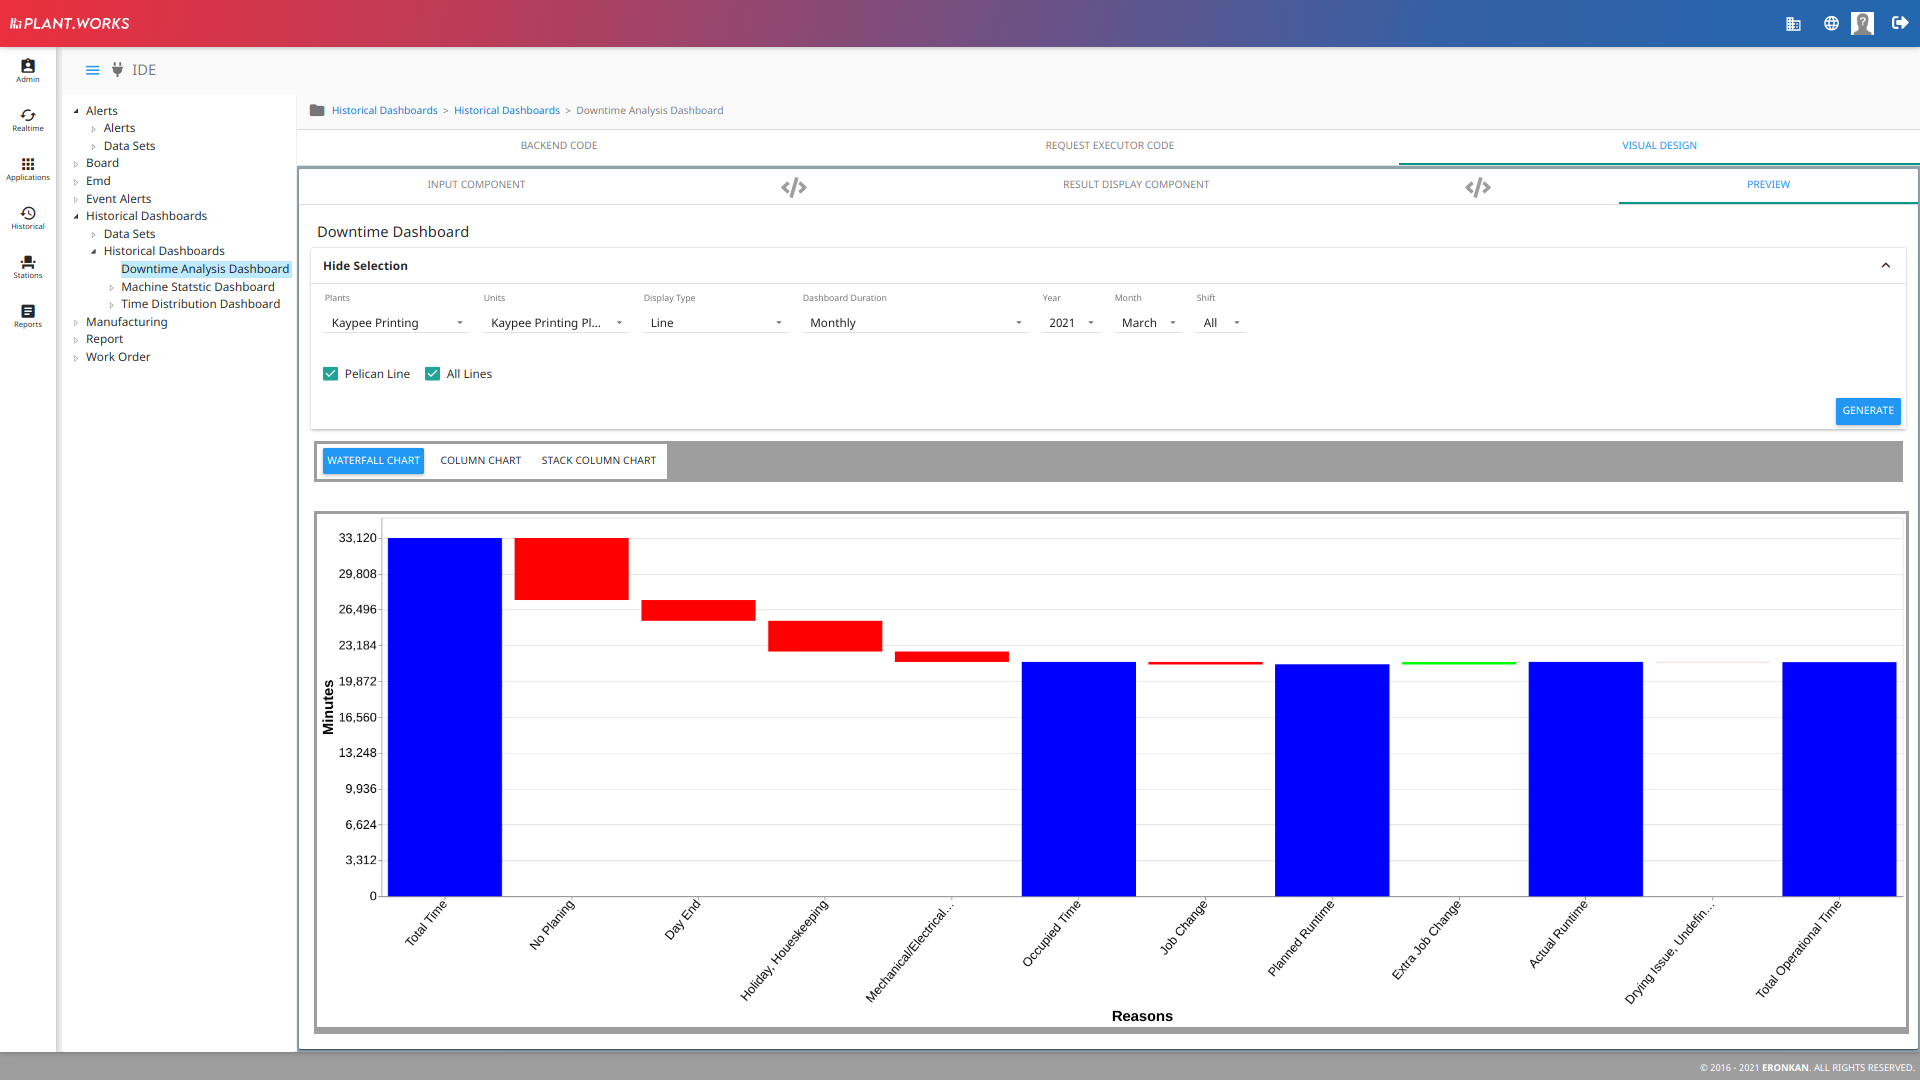 PLANT.WORKS
Admin
Realtime
Applications
Historical
Stations
Reports
IDE
Alerts
Alerts
Data Sets
Board
Emd
Event Alerts
Historical Dashboards
Data Sets
Historical Dashboards
Downtime Analysis Dashboard
Machine Statstic Dashboard
Time Distribution Dashboard
Manufacturing
Report
Work Order
Historical Dashboards > Historical Dashboards > Downtime Analysis Dashboard
BACKEND CODE REQUEST EXECUTOR CODE VISUAL DESIGN
INPUT COMPONENT </> RESULT DISPLAY COMPONENT </> PREVIEW
Downtime Dashboard
Hide Selection
Plants Units Display Type Dashboard Duration Year Month Shift
Kaypee Printing Kaypee Printing Pl... Line Monthly 2021 March All
Pelican Line All Lines
GENERATE
WATERFALL CHART COLUMN CHART STACK COLUMN CHART
33,120
29,808
26,496
23,184
19,872
16,560
13,248
9,936
6,624
3,312
0
Minutes
Total Time
No Planing
Day End
Holiday, Houeskeeping
Mechanical/Electrical...
Occupied Time
Job Change
Planned Runtime
Extra Job Change
Actual Runtime
Drying Issue, Undefin...
Total Operational Time
Reasons
© 2016 - 2021 ERONKAN. ALL RIGHTS RESERVED.